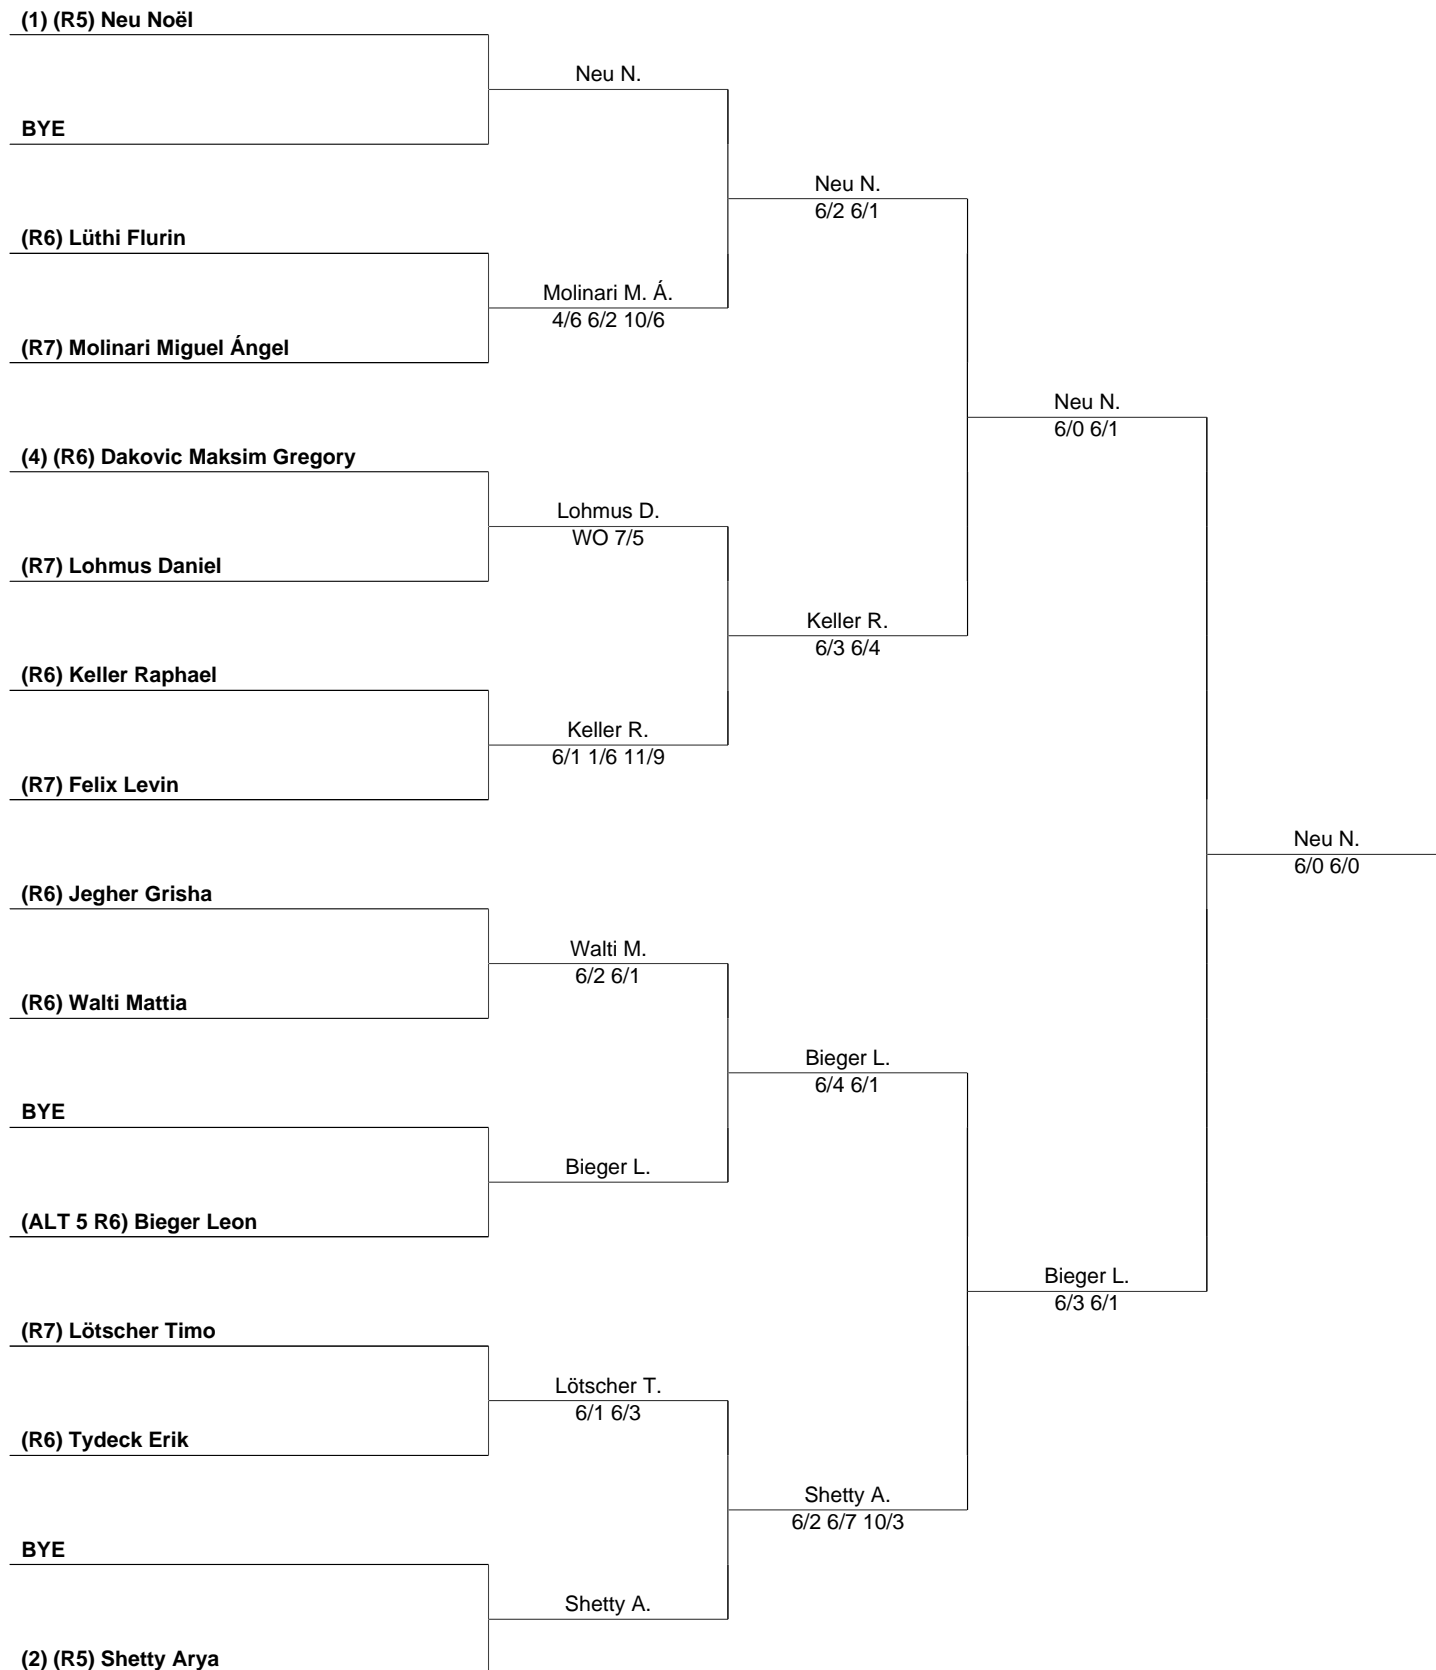 (1) (R5) Neu Noël
Neu N.
BYE
Neu N.
6/2 6/1
(R6) Lüthi Flurin
Molinari M. Á.
4/6 6/2 10/6
(R7) Molinari Miguel Ángel
Neu N.
6/0 6/1
(4) (R6) Dakovic Maksim Gregory
Lohmus D.
WO 7/5
(R7) Lohmus Daniel
Keller R.
6/3 6/4
(R6) Keller Raphael
Keller R.
6/1 1/6 11/9
(R7) Felix Levin
Neu N.
6/0 6/0
(R6) Jegher Grisha
Walti M.
6/2 6/1
(R6) Walti Mattia
Bieger L.
6/4 6/1
BYE
Bieger L.
(ALT 5 R6) Bieger Leon
Bieger L.
6/3 6/1
(R7) Lötscher Timo
Lötscher T.
6/1 6/3
(R6) Tydeck Erik
Shetty A.
6/2 6/7 10/3
BYE
Shetty A.
(2) (R5) Shetty Arya